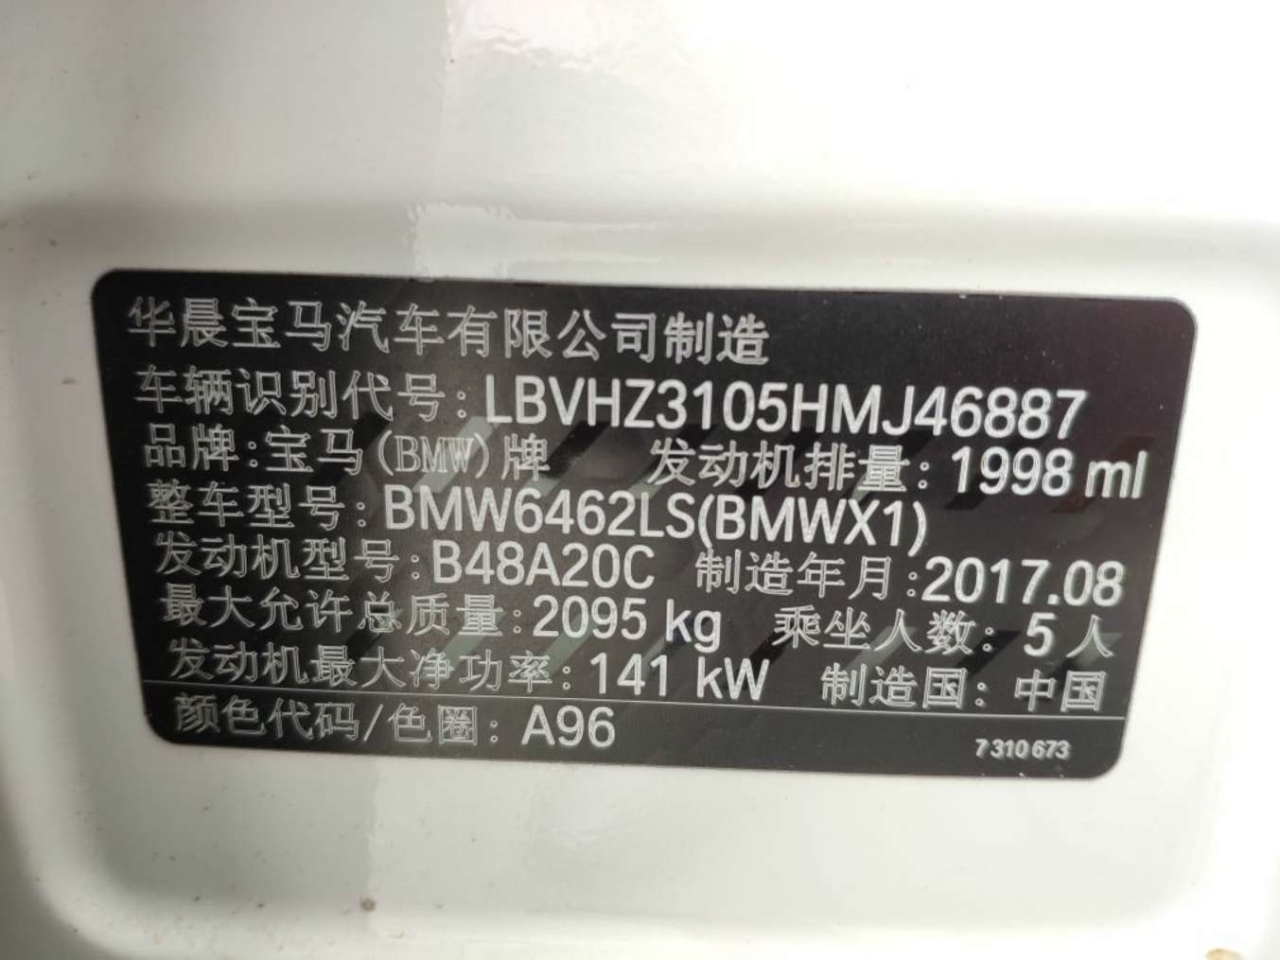 华晨宝马汽车有限公司制造
车辆识别代号: LBVHZ3105HMJ46887
品牌:宝马(BMW)牌 发动机排量: 1998 ml
整车型号: BMW6462LS(BMWX1)
发动机型号: B48A20C 制造年月:2017.08
最大允许总质量: 2095 kg 乘坐人数: 5 人
发动机最大净功率: 141 kW 制造国: 中国
颜色代码/色圈: A96 7 310 673